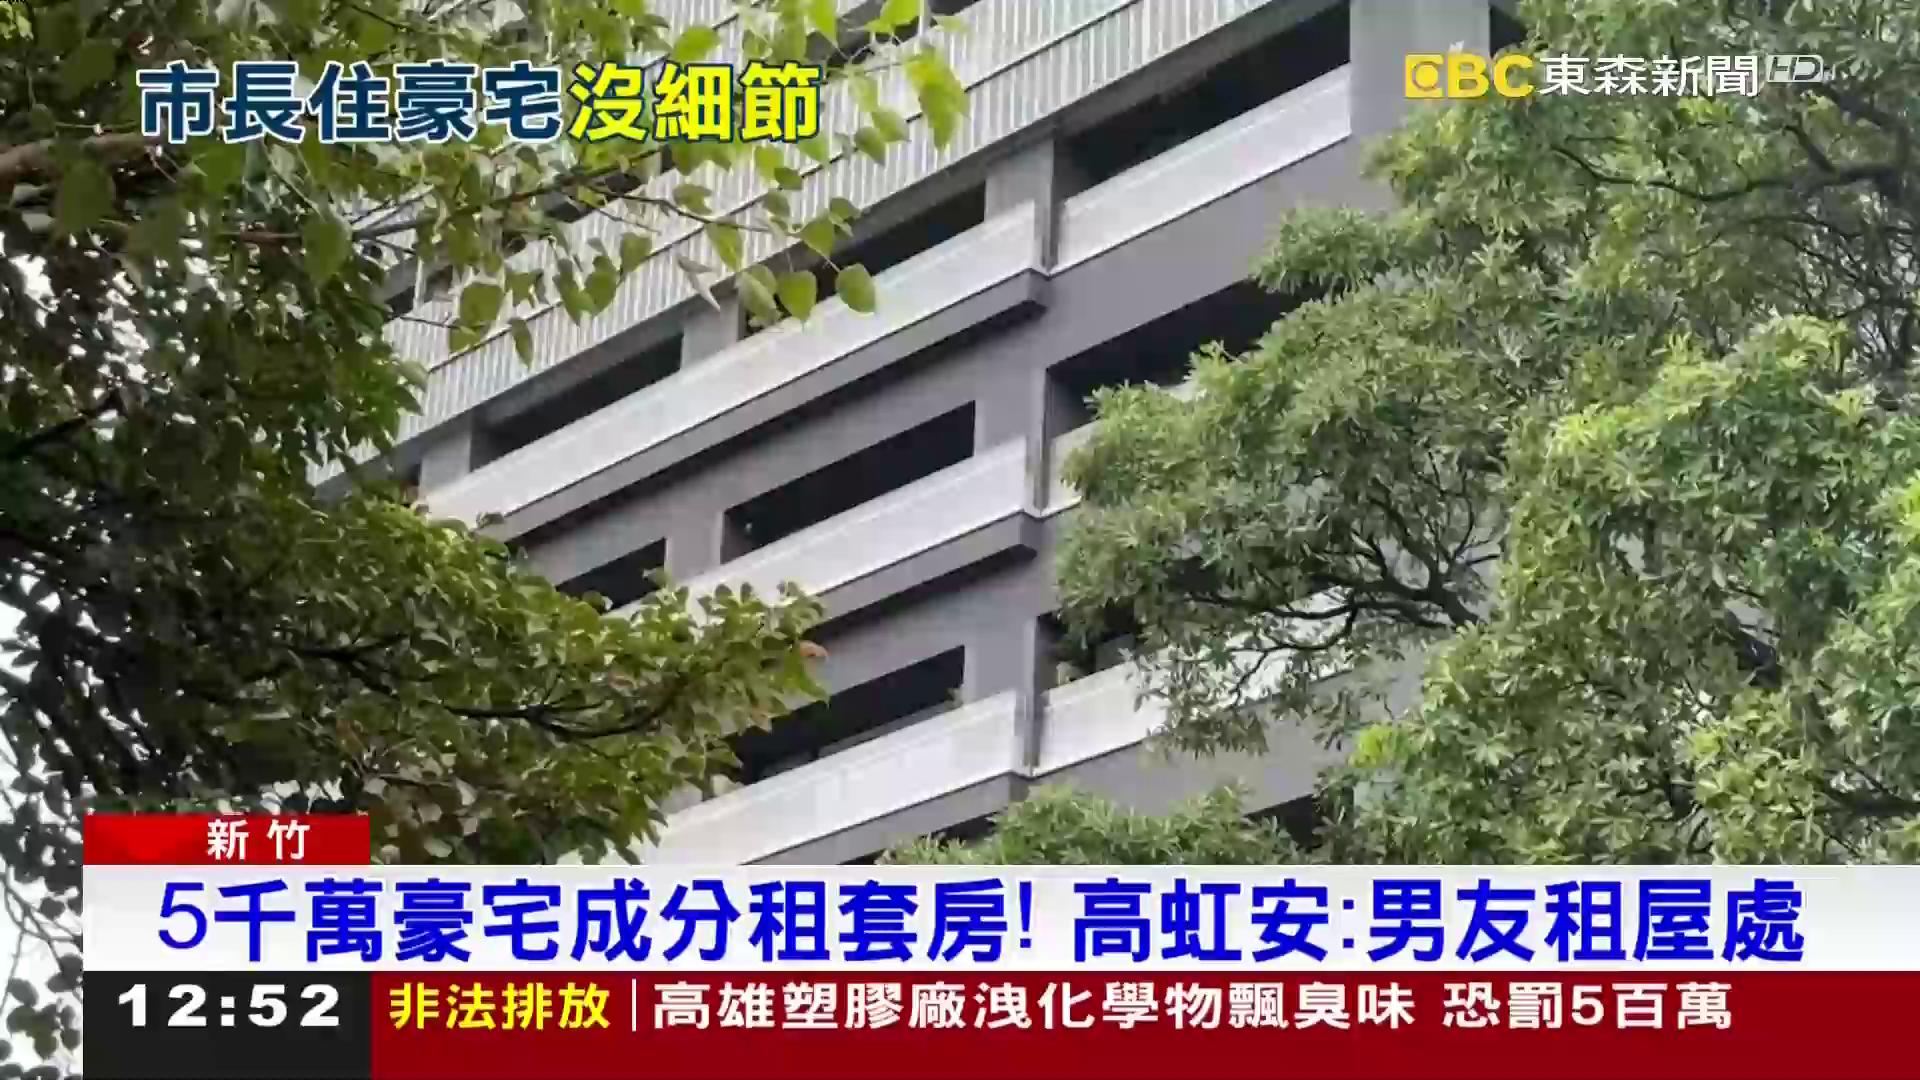 市長住豪宅沒細節
EBC東森新聞HD
新竹
5千萬豪宅成分租套房! 高虹安:男友租屋處
12:52
非法排放|高雄塑膠廠洩化學物飄臭味 恐罰5百萬